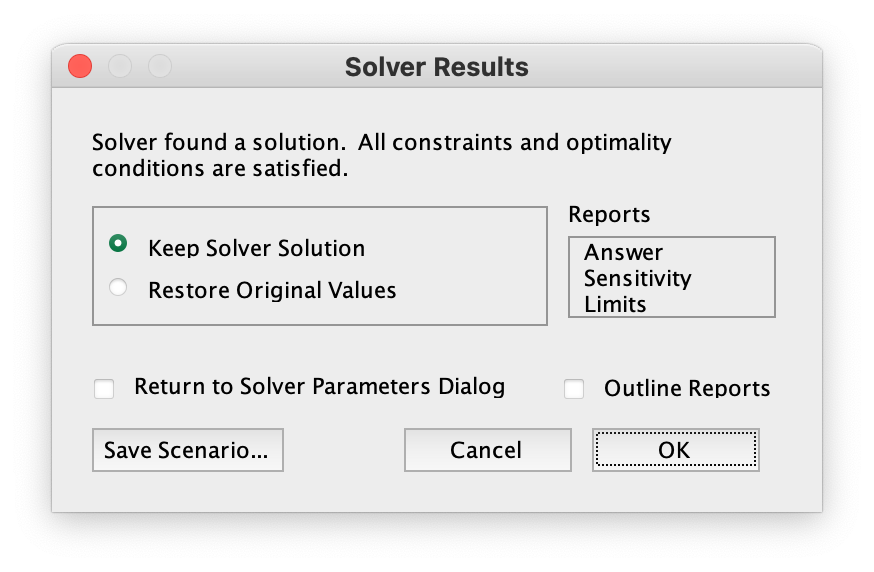 Solver Results
Solver found a solution.  All constraints and optimality
conditions are satisfied.
Keep Solver Solution
Restore Original Values
Reports
Answer
Sensitivity
Limits
Return to Solver Parameters Dialog
Outline Reports
Save Scenario...
Cancel
OK